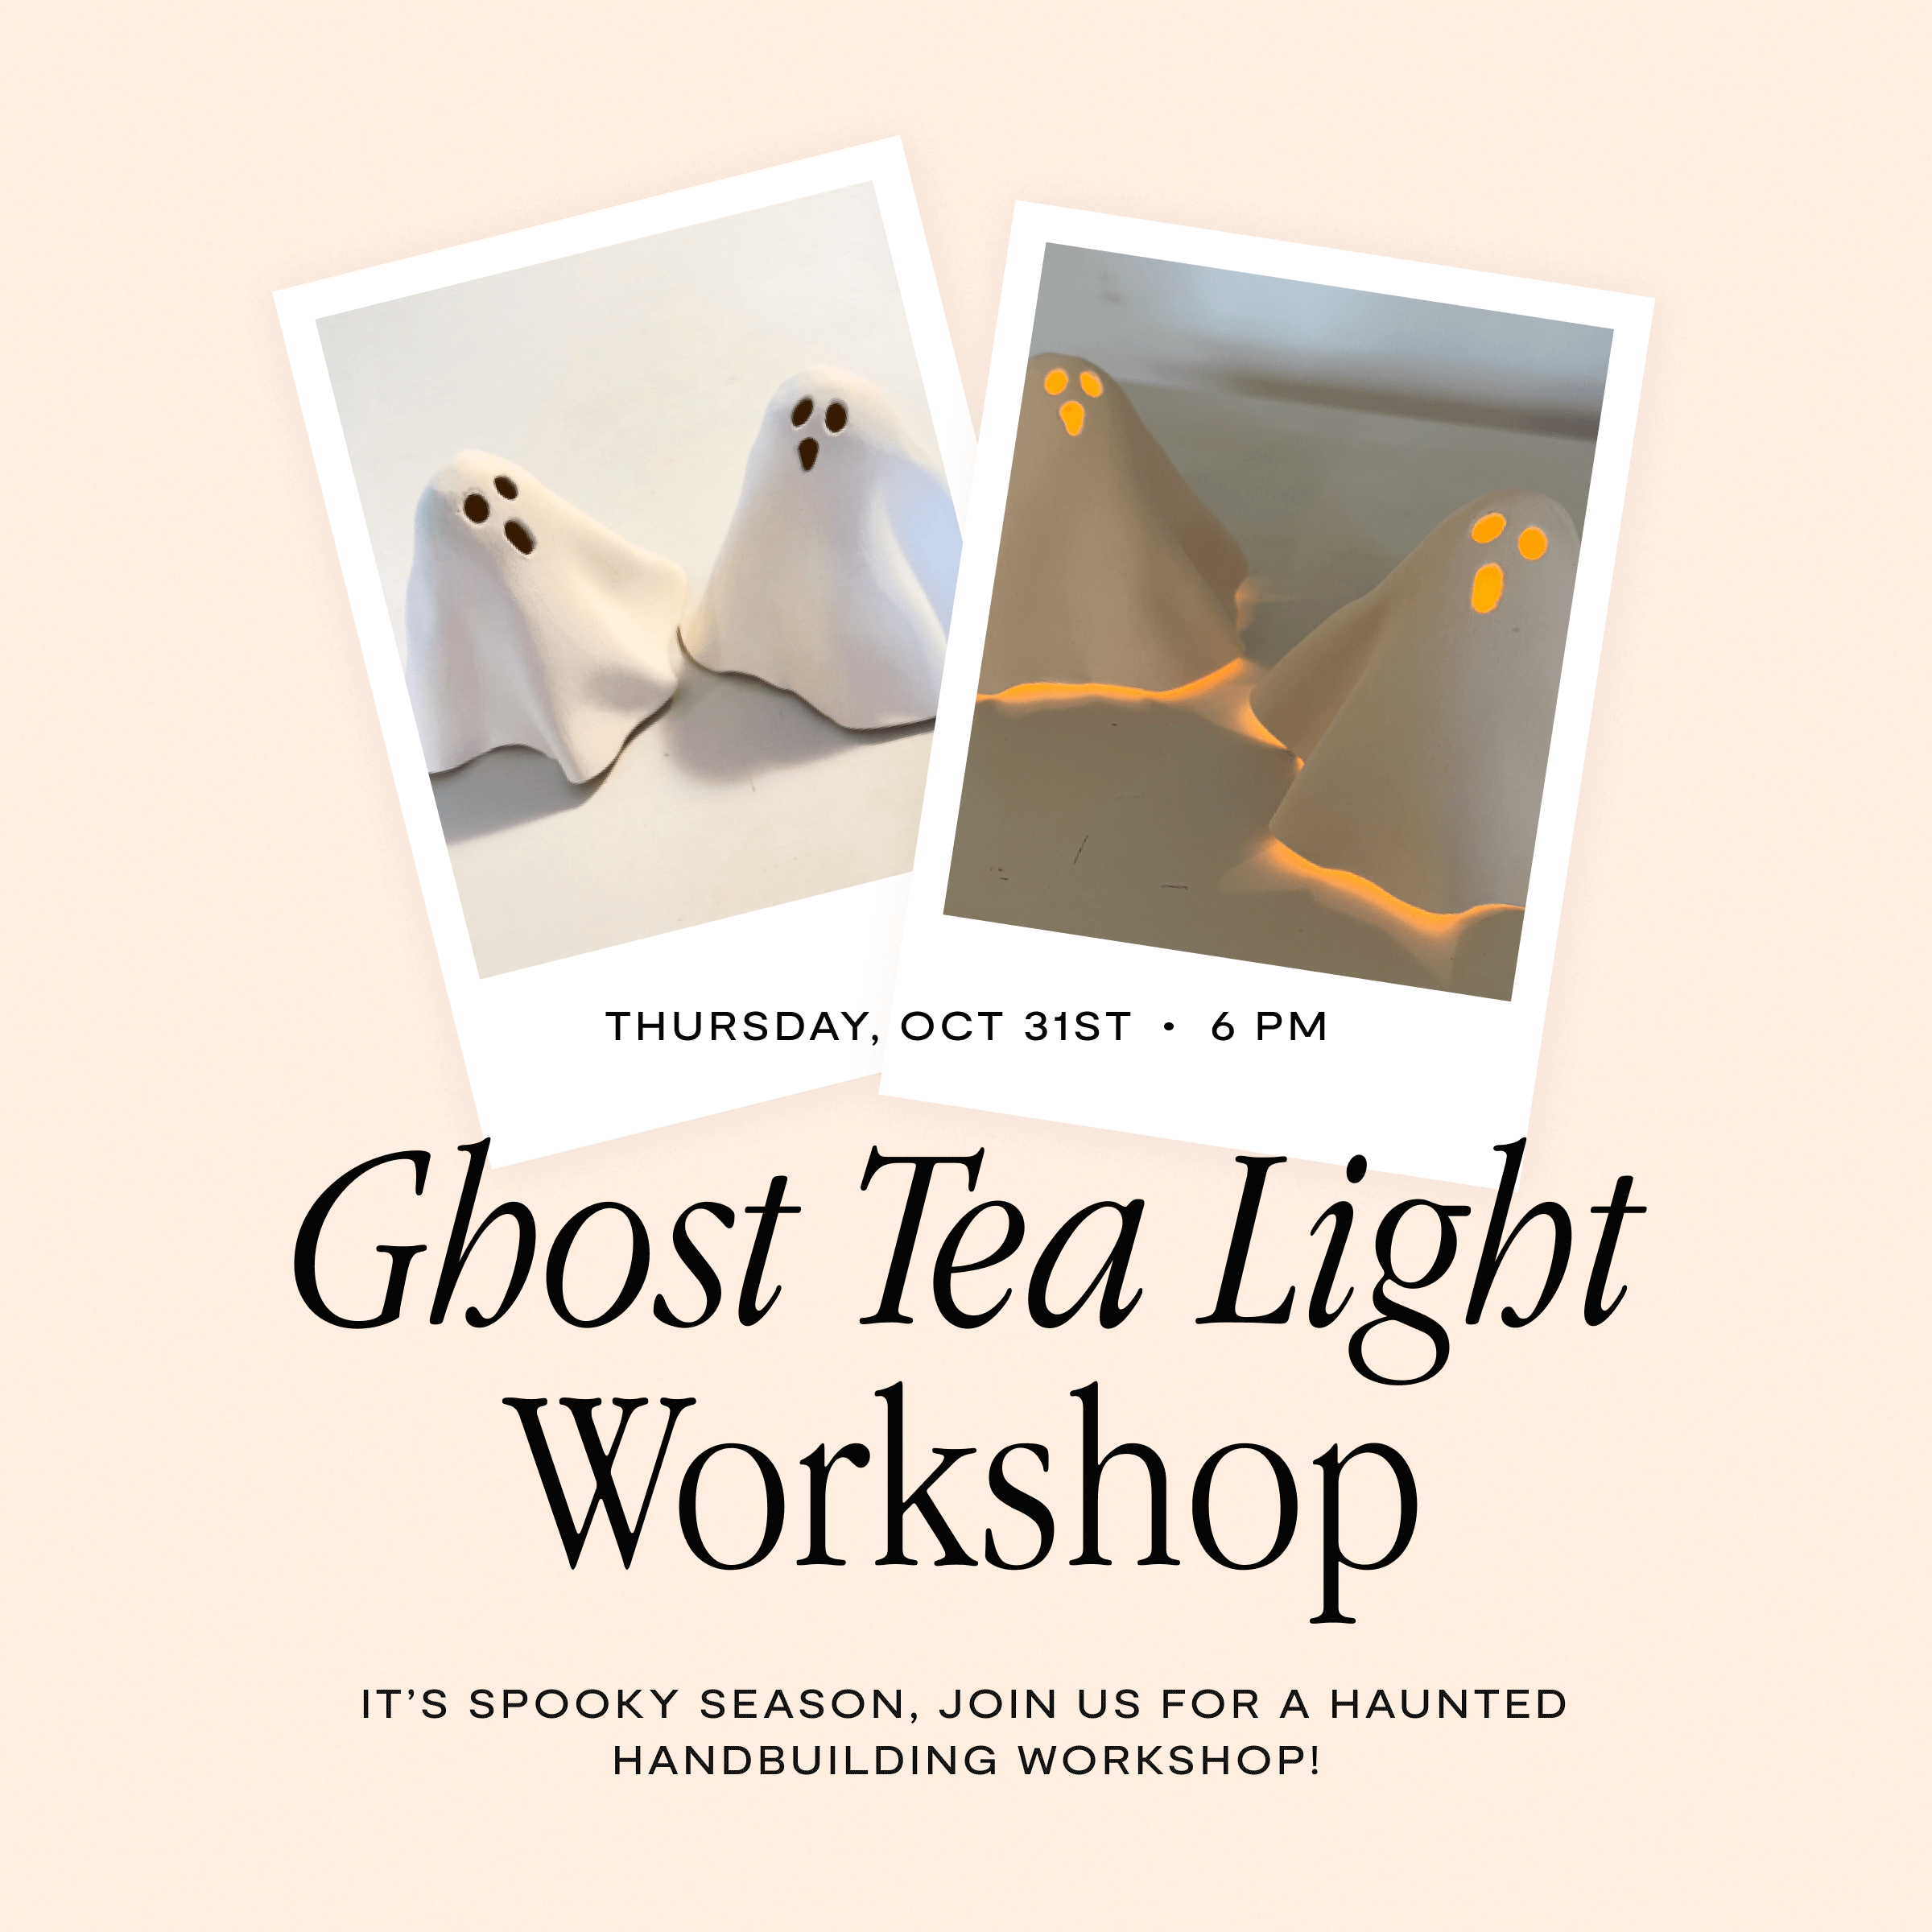 THURSDAY, OCT 31ST • 6 PM
Ghost Tea Light
Workshop
IT’S SPOOKY SEASON, JOIN US FOR A HAUNTED
HANDBUILDING WORKSHOP!